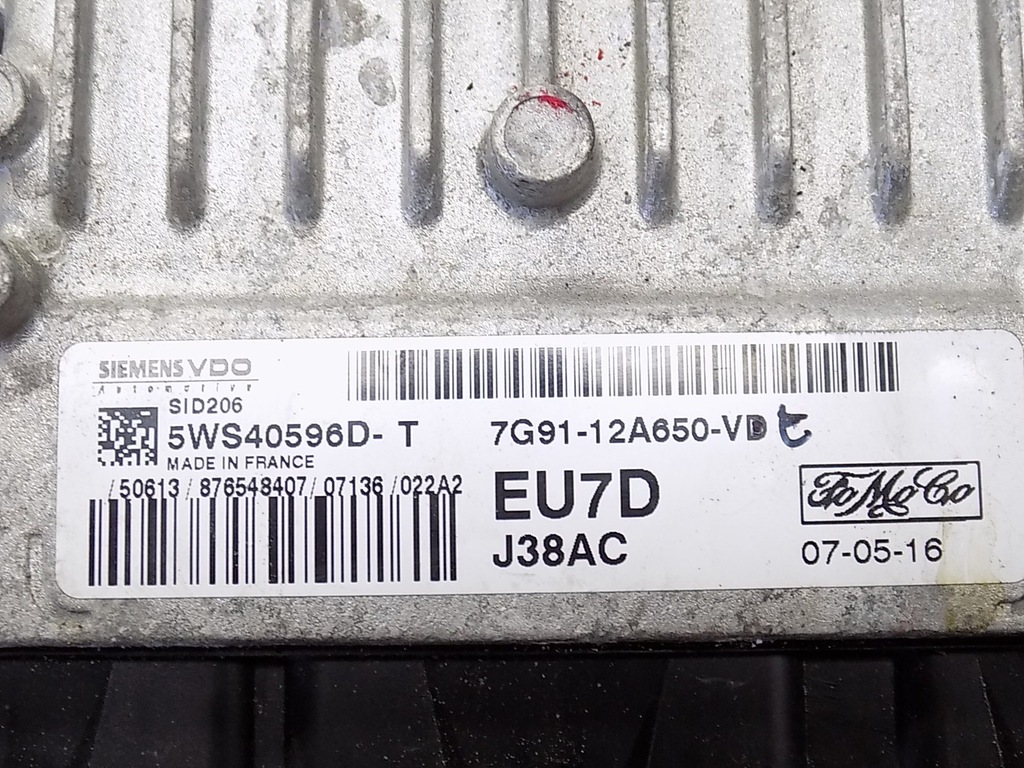 SIEMENS VDO
Automotive
SID206
5WS40596D- T
7G91-12A650-VD E
MADE IN FRANCE
/50613/876548407/07136/022A2
EU7D
FoMoCo
J38AC
07-05-16